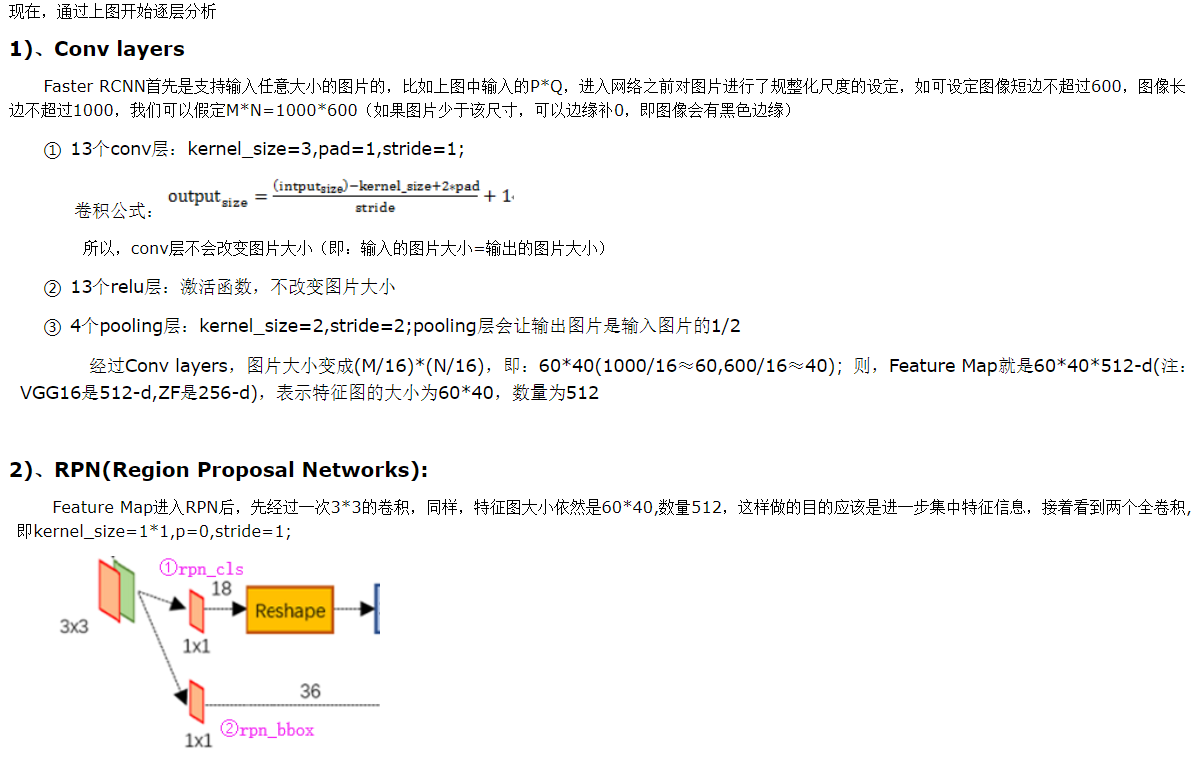 现在，通过上图开始逐层分析
1)、Conv layers
Faster RCNN首先是支持输入任意大小的图片的，比如上图中输入的P*Q，进入网络之前对图片进行了规整化尺度的设定，如可设定图像短边不超过600，图像长
边不超过1000，我们可以假定M*N=1000*600（如果图片少于该尺寸，可以边缘补0，即图像会有黑色边缘）
① 13个conv层：kernel_size=3,pad=1,stride=1;
卷积公式： output_size = ((intput_size)−kernel_size+2*pad) / stride + 1
所以，conv层不会改变图片大小（即：输入的图片大小=输出的图片大小）
② 13个relu层：激活函数，不改变图片大小
③ 4个pooling层：kernel_size=2,stride=2;pooling层会让输出图片是输入图片的1/2
经过Conv layers，图片大小变成(M/16)*(N/16)，即：60*40(1000/16≈60,600/16≈40)；则，Feature Map就是60*40*512-d(注：
VGG16是512-d,ZF是256-d)，表示特征图的大小为60*40，数量为512
2)、RPN(Region Proposal Networks):
Feature Map进入RPN后，先经过一次3*3的卷积，同样，特征图大小依然是60*40,数量512，这样做的目的应该是进一步集中特征信息，接着看到两个全卷积,
即kernel_size=1*1,p=0,stride=1;
①rpn_cls
18
Reshape
3x3
1x1
36
②rpn_bbox
1x1